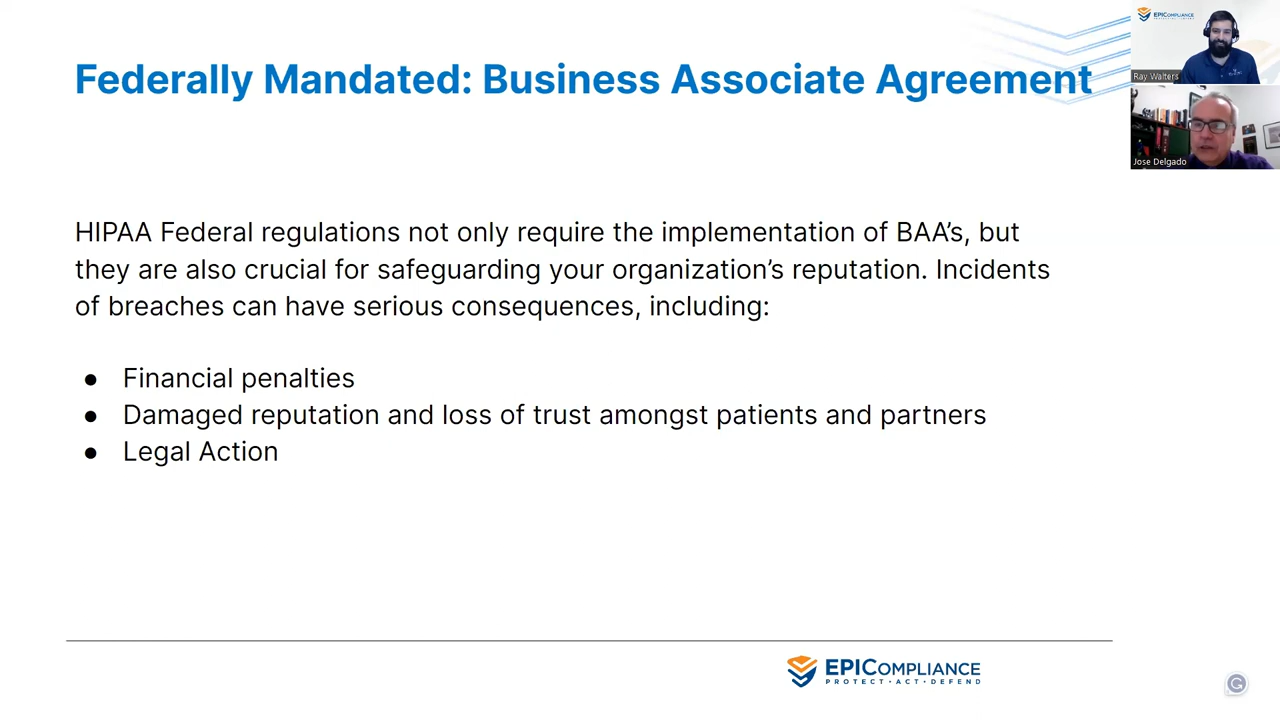 Federally Mandated: Business Associate Agreement
HIPAA Federal regulations not only require the implementation of BAA’s, but
they are also crucial for safeguarding your organization’s reputation. Incidents
of breaches can have serious consequences, including:
● Financial penalties
● Damaged reputation and loss of trust amongst patients and partners
● Legal Action
EPICOMPLIANCE
PROTECT • ACT • DEFEND
EPICOMPLIANCE
Ray Walters
Jose Delgado